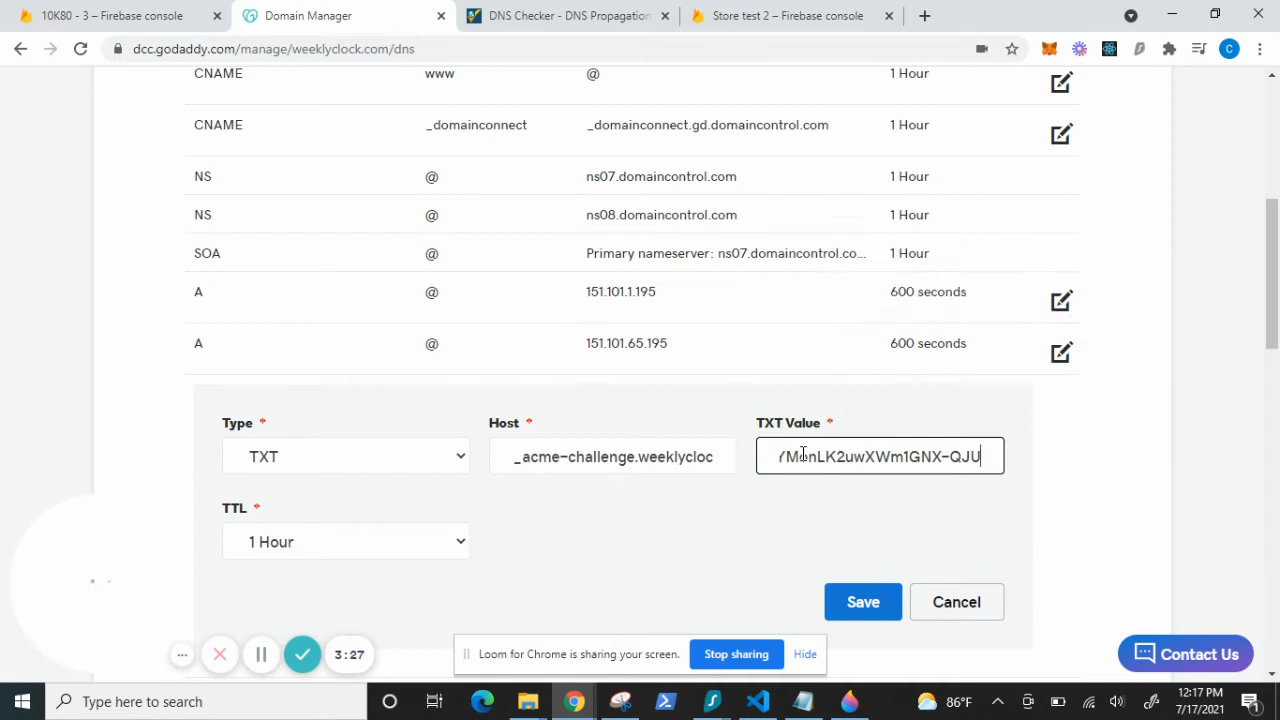 10K80 - 3 – Firebase console
Domain Manager
DNS Checker - DNS Propagation
Store test 2 – Firebase console
dcc.godaddy.com/manage/weeklyclock.com/dns
C
CNAME www @ 1 Hour
CNAME _domainconnect _domainconnect.gd.domaincontrol.com 1 Hour
NS @ ns07.domaincontrol.com 1 Hour
NS @ ns08.domaincontrol.com 1 Hour
SOA @ Primary nameserver: ns07.domaincontrol.co... 1 Hour
A @ 151.101.1.195 600 seconds
A @ 151.101.65.195 600 seconds
Type * Host * TXT Value *
TXT _acme-challenge.weeklycloc
TTL *
1 Hour
Save Cancel
3:27
Loom for Chrome is sharing your screen. Stop sharing Hide
Contact Us
Type here to search
86°F
12:17 PM
7/17/2021
1